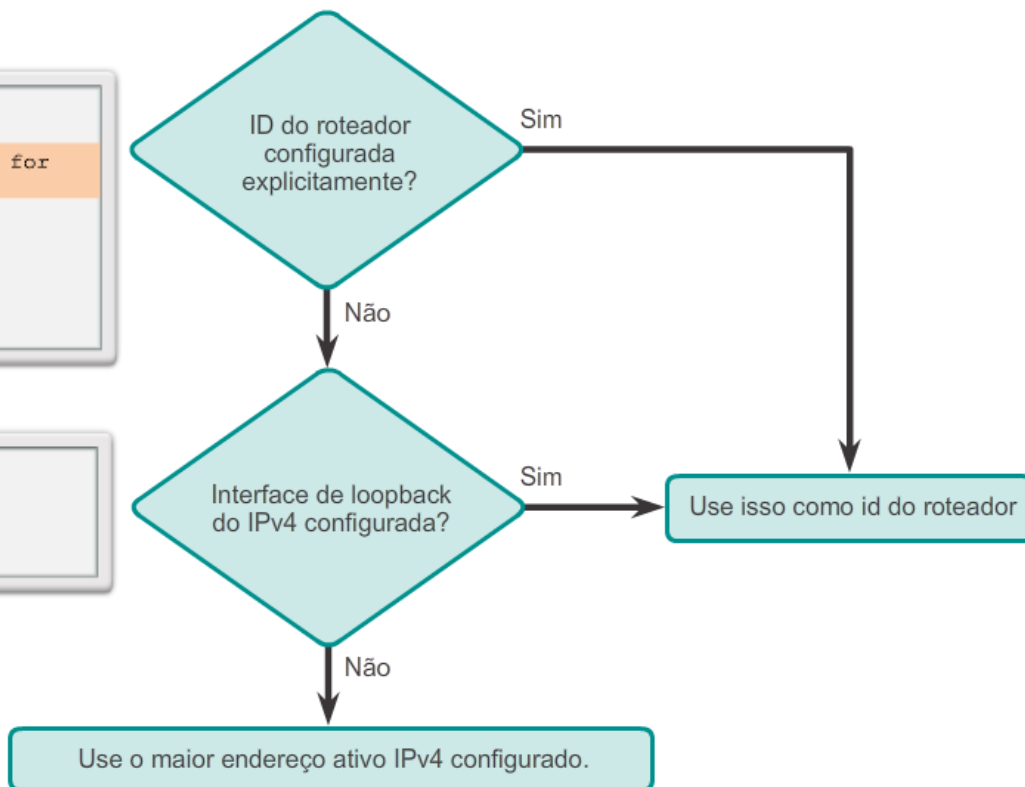 ID do roteador
configurada
explicitamente?
Sim
for
Não
Interface de loopback
do IPv4 configurada?
Sim
Use isso como id do roteador
Não
Use o maior endereço ativo IPv4 configurado.